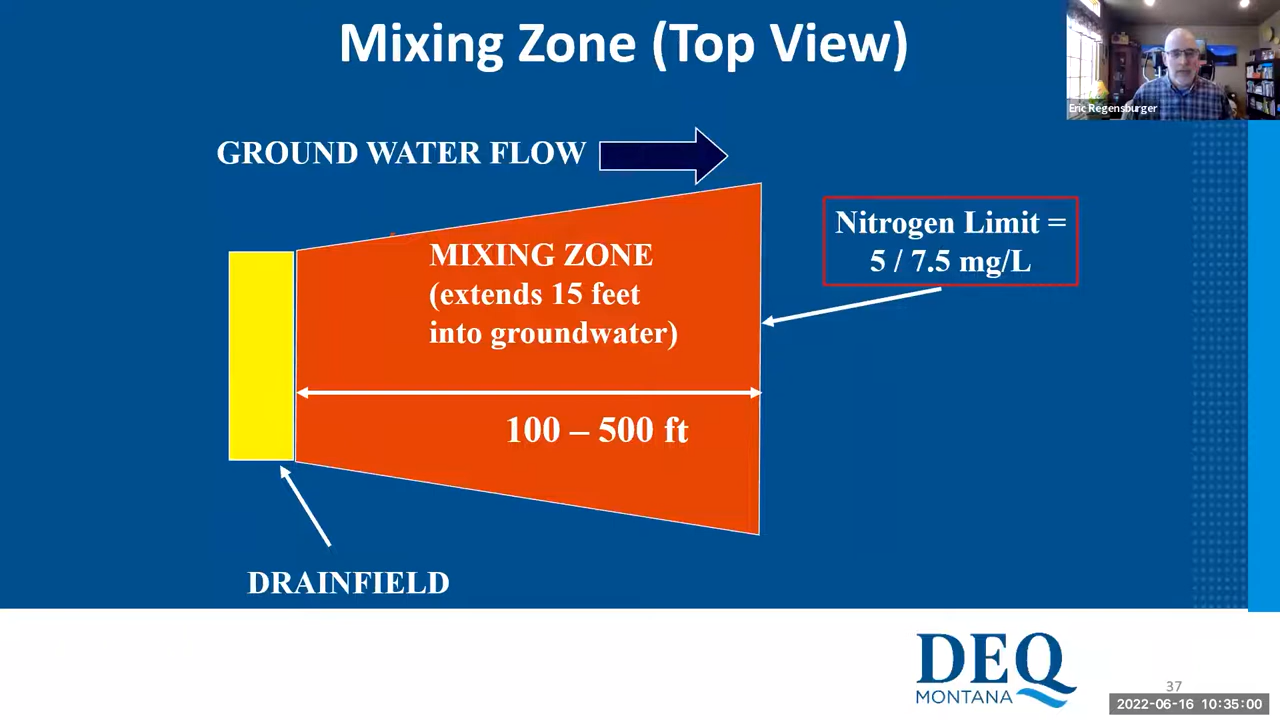 Mixing Zone (Top View)
Eric Regensburger
GROUND WATER FLOW
Nitrogen Limit =
5 / 7.5 mg/L
MIXING ZONE
(extends 15 feet
into groundwater)
100 – 500 ft
DRAINFIELD
DEQ
MONTANA
37
2022-06-16 10:35:00